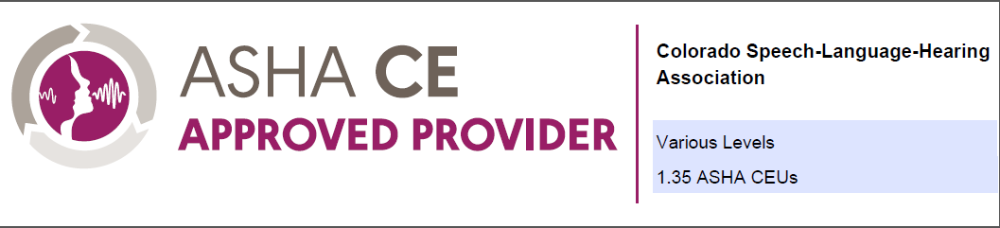 ASHA CE
APPROVED PROVIDER
Colorado Speech-Language-Hearing
Association
Various Levels
1.35 ASHA CEUs